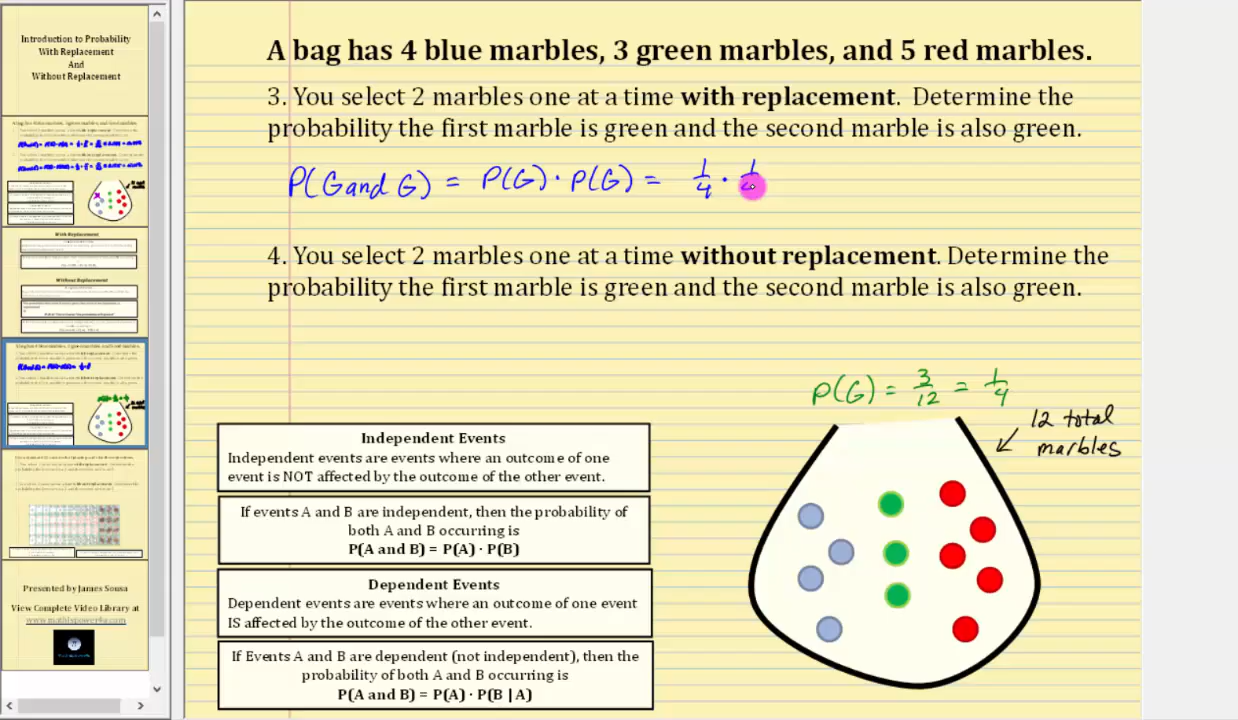 Introduction to Probability
With Replacement
And
Without Replacement
With Replacement
Without Replacement
Presented by James Sousa
View Complete Video Library at
www.mathispower4u.com
A bag has 4 blue marbles, 3 green marbles, and 5 red marbles.
3. You select 2 marbles one at a time with replacement. Determine the
probability the first marble is green and the second marble is also green.
P(G and G) = P(G) · P(G) = 1/4 · 1/4
4. You select 2 marbles one at a time without replacement. Determine the
probability the first marble is green and the second marble is also green.
P(G) = 3/12 = 1/4
12 total
marbles
Independent Events
Independent events are events where an outcome of one
event is NOT affected by the outcome of the other event.
If events A and B are independent, then the probability of
both A and B occurring is
P(A and B) = P(A) · P(B)
Dependent Events
Dependent events are events where an outcome of one event
IS affected by the outcome of the other event.
If Events A and B are dependent (not independent), then the
probability of both A and B occurring is
P(A and B) = P(A) · P(B | A)